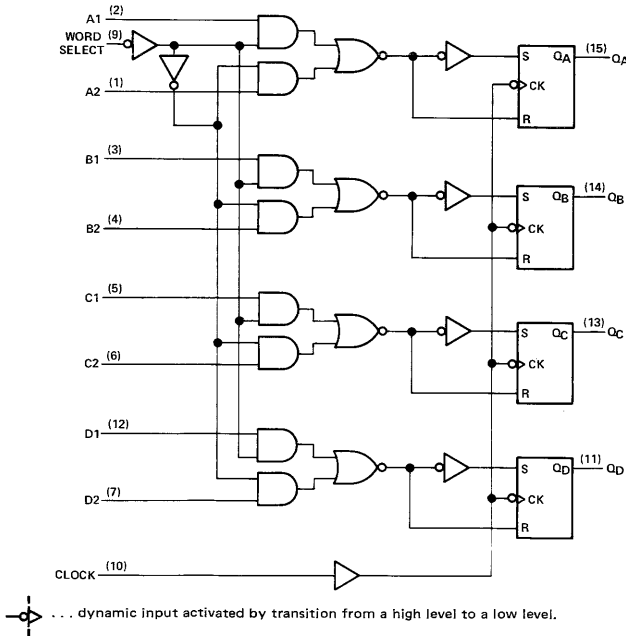 A1 (2)
WORD SELECT (9)
A2 (1)
S QA (15) QA
CK
R
B1 (3)
B2 (4)
S QB (14) QB
CK
R
C1 (5)
C2 (6)
S QC (13) QC
CK
R
D1 (12)
D2 (7)
S QD (11) QD
CK
R
CLOCK (10)
... dynamic input activated by transition from a high level to a low level.